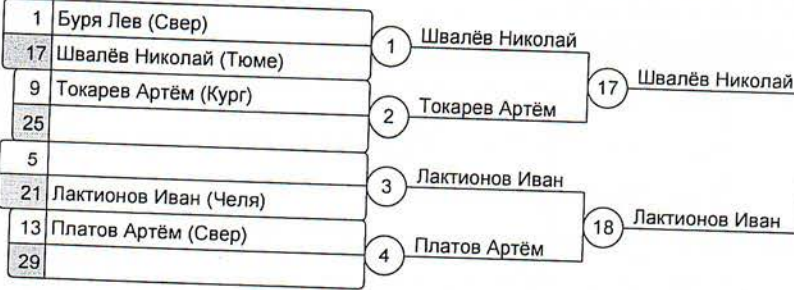 1 Буря Лев (Свер)
17 Швалёв Николай (Тюме)
1 Швалёв Николай
9 Токарев Артём (Кург)
25
2 Токарев Артём
17 Швалёв Николай
5
21 Лактионов Иван (Челя)
3 Лактионов Иван
13 Платов Артём (Свер)
29
4 Платов Артём
18 Лактионов Иван